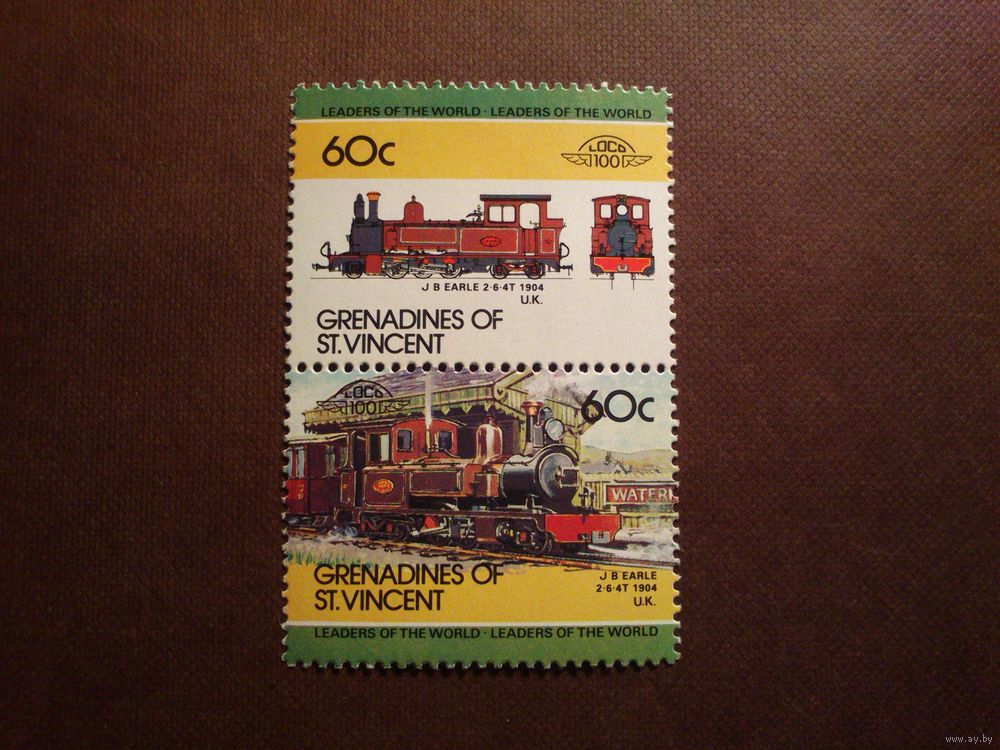 LEADERS OF THE WORLD · LEADERS OF THE WORLD
60c
LOCO
100
J B EARLE 2·6·4T 1904
U.K.
GRENADINES OF
ST. VINCENT
LOCO
100
60c
WATER
GRENADINES OF
ST. VINCENT
J B EARLE
2·6·4T 1904
U.K.
LEADERS OF THE WORLD · LEADERS OF THE WORLD
www.ay.by